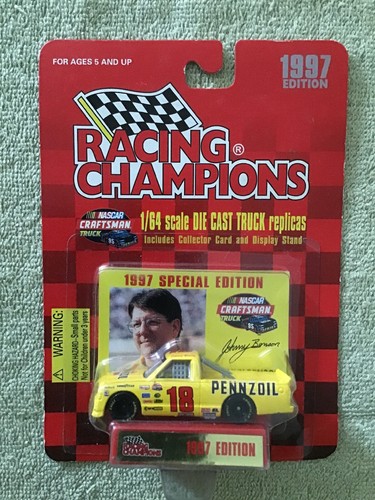 FOR AGES 5 AND UP
1997
EDITION
RACING®
CHAMPIONS
NASCAR
CRAFTSMAN
TRUCK
1/64 scale DIE CAST TRUCK replicas
Includes Collector Card and Display Stand
1997 SPECIAL EDITION
NASCAR
CRAFTSMAN
TRUCK
Johnny Benson
WARNING:
CHOKING HAZARD-Small parts
Not for Children under 3 years
18
PENNZOIL
Racing
Champions
1997 EDITION